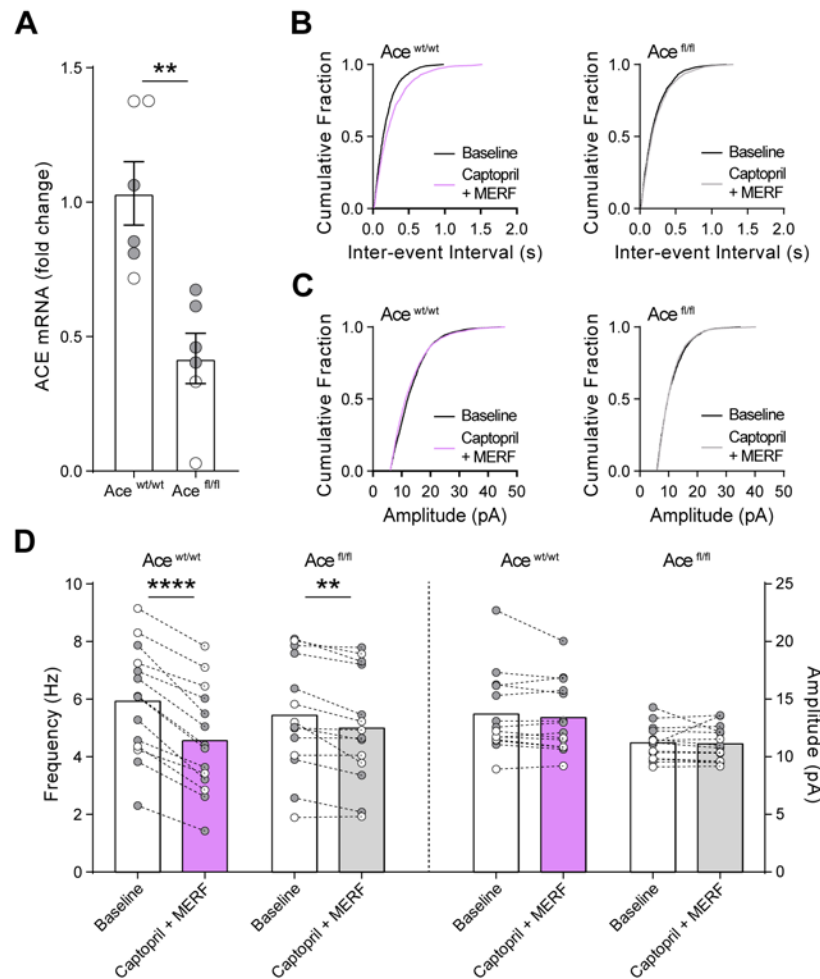 A
ACE mRNA (fold change)
1.5
1.0
0.5
0.0
**
Ace wt/wt Ace fl/fl
B
Ace wt/wt
Cumulative Fraction
0.0
0.5
1.0
Baseline
Captopril
+ MERF
0.0 0.5 1.0 1.5 2.0
Inter-event Interval (s)
Ace fl/fl
Cumulative Fraction
0.0
0.5
1.0
Baseline
Captopril
+ MERF
0.0 0.5 1.0 1.5 2.0
Inter-event Interval (s)
C
Ace wt/wt
Cumulative Fraction
1.0
0.5
0.0
Baseline
Captopril
+ MERF
0 10 20 30 40 50
Amplitude (pA)
Ace fl/fl
Cumulative Fraction
1.0
0.5
0.0
Baseline
Captopril
+ MERF
0 10 20 30 40 50
Amplitude (pA)
D
Ace wt/wt Ace fl/fl Ace wt/wt Ace fl/fl
**** **
Frequency (Hz)
10
8
6
4
2
0
25
20
15
10
5
0
Amplitude
(pA)
Baseline
Captopril + MERF
Baseline
Captopril + MERF
Baseline
Captopril + MERF
Baseline
Captopril + MERF